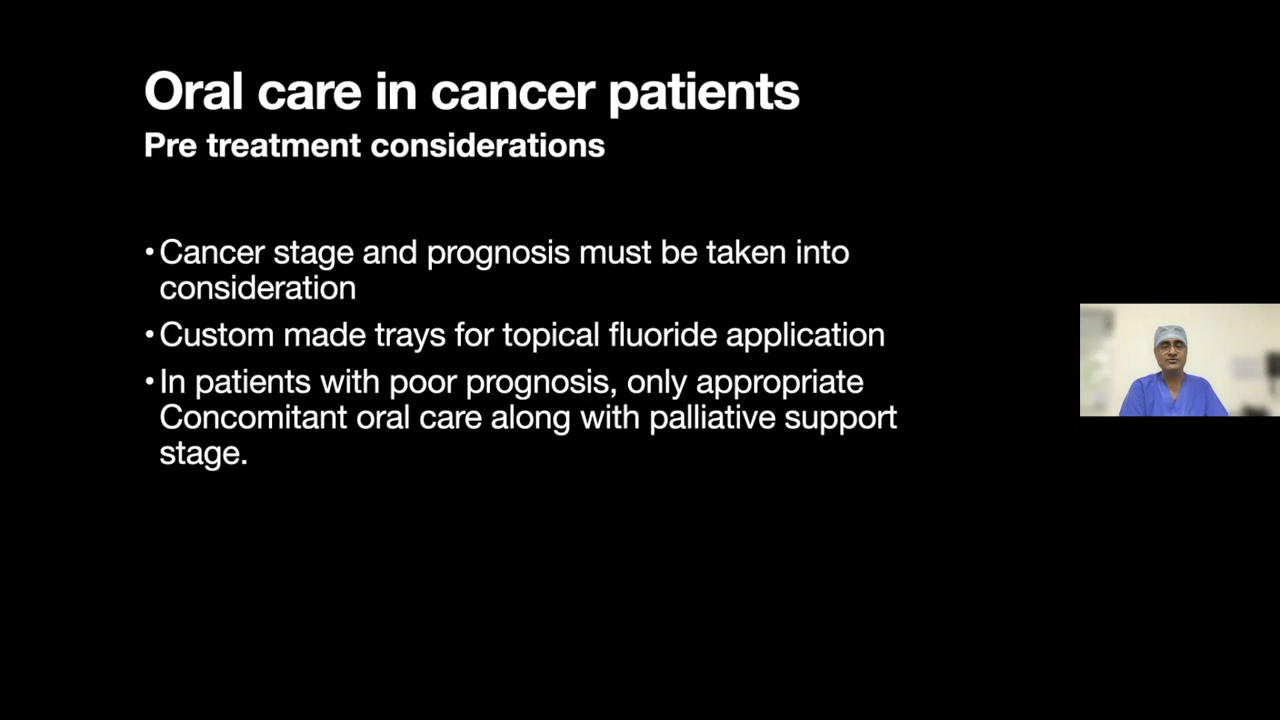 Oral care in cancer patients
Pre treatment considerations
• Cancer stage and prognosis must be taken into
consideration
• Custom made trays for topical fluoride application
• In patients with poor prognosis, only appropriate
Concomitant oral care along with palliative support
stage.